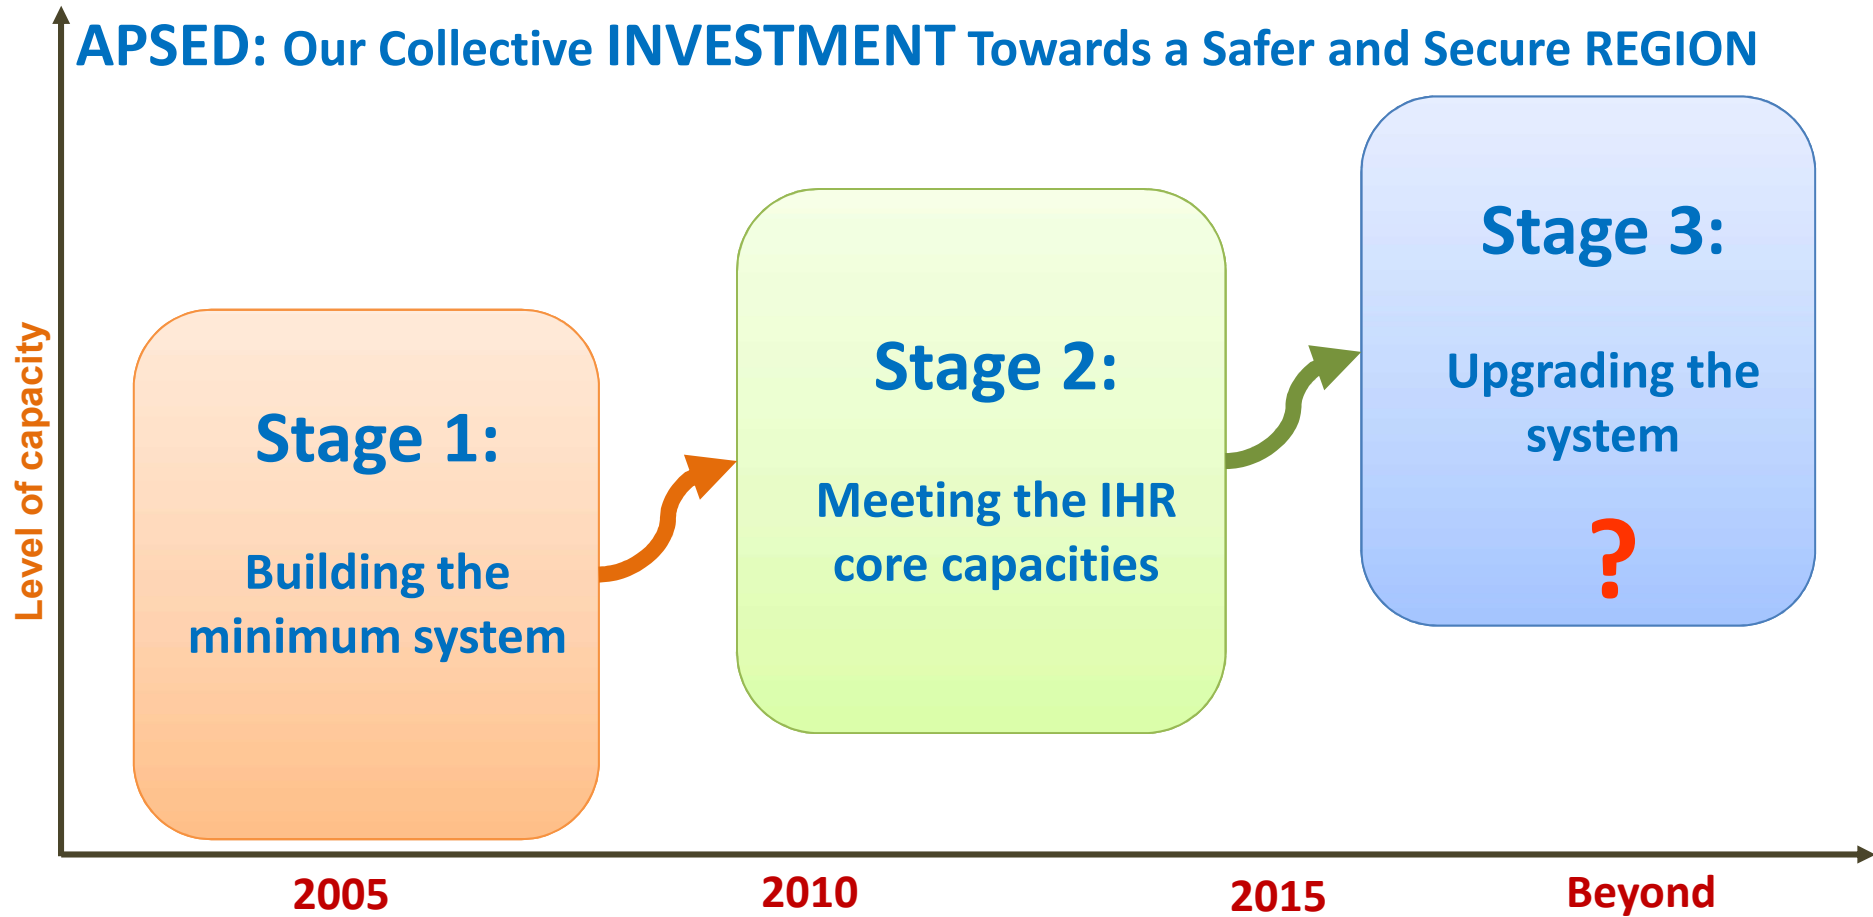 APSED: Our Collective INVESTMENT Towards a Safer and Secure REGION
Level of capacity
Stage 1:
Building the
minimum system
Stage 2:
Meeting the IHR
core capacities
Stage 3:
Upgrading the
system
?
2005
2010
2015
Beyond